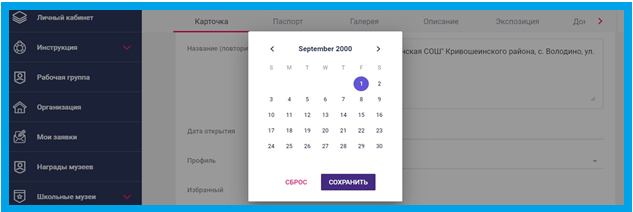 Личный кабинет
Инструкция
Рабочая группа
Организация
Мои заявки
Награды музеев
Школьные музеи
Карточка Паспорт Галерея Описание Экспозиция
Название (повтори
нская СОШ" Кривошеинского района, с. Володино, ул.
Дата открытия
Профиль
Избранный
September 2000
S M T W T F S
1 2
3 4 5 6 7 8 9
10 11 12 13 14 15 16
17 18 19 20 21 22 23
24 25 26 27 28 29 30
СБРОС СОХРАНИТЬ